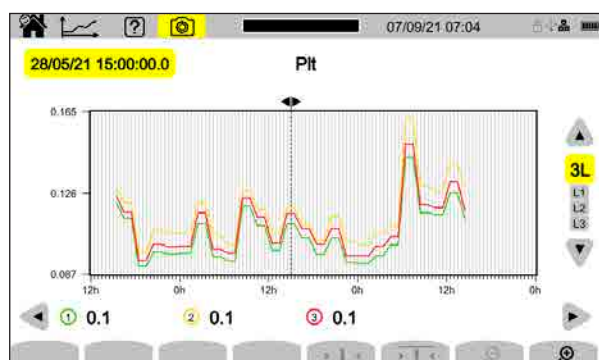 ?
07/09/21 07:04
28/05/21 15:00:00.0
Plt
0.165
0.126
0.087
12h 0h 12h 0h 12h 0h
3L
L1
L2
L3
1 0.1 2 0.1 3 0.1